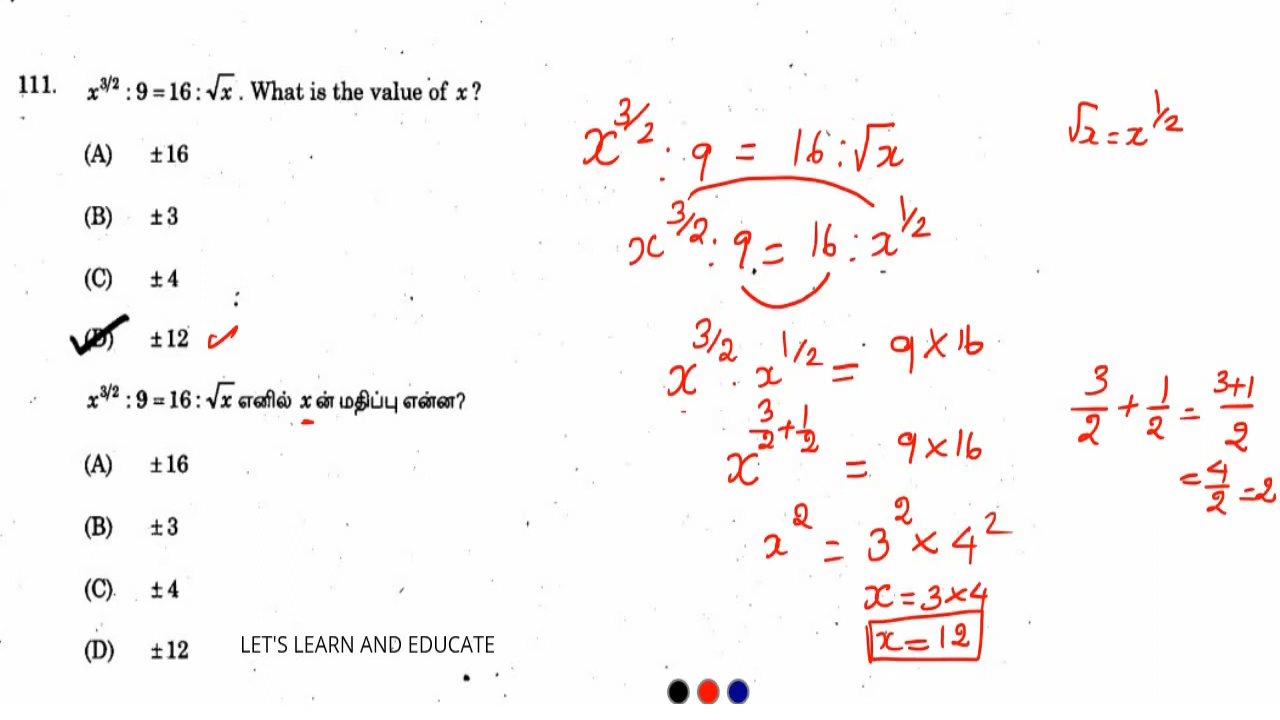 111. x^3/2 : 9 = 16 : √x . What is the value of x ?
(A) ±16
(B) ±3
(C) ±4
(D) ±12
x^3/2 : 9 = 16 : √x எனில் x ன் மதிப்பு என்ன?
(A) ±16
(B) ±3
(C) ±4
(D) ±12
LET'S LEARN AND EDUCATE
x^3/2 : 9 = 16 : √x
√x = x^1/2
x^3/2 : 9 = 16 : x^1/2
x^3/2 . x^1/2 = 9 × 16
x^3/2+1/2 = 9 × 16
3/2 + 1/2 = 3+1/2
= 4/2 = 2
x^2 = 3^2 × 4^2
x = 3 × 4
x = 12